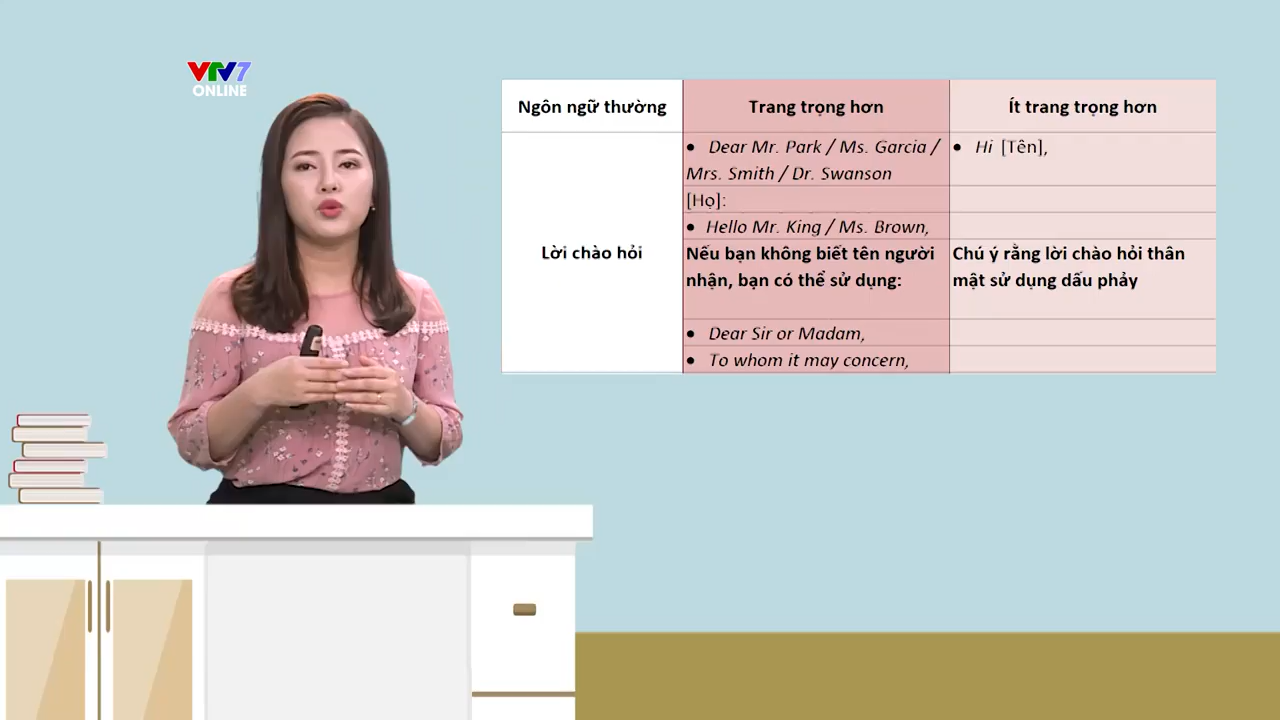 VTV7
ONLINE
Ngôn ngữ thường
Trang trọng hơn
Ít trang trọng hơn
Lời chào hỏi
• Dear Mr. Park / Ms. Garcia /
Mrs. Smith / Dr. Swanson
[Họ]:
• Hello Mr. King / Ms. Brown,
Nếu bạn không biết tên người
nhận, bạn có thể sử dụng:
• Dear Sir or Madam,
• To whom it may concern,
• Hi [Tên],
Chú ý rằng lời chào hỏi thân
mật sử dụng dấu phảy